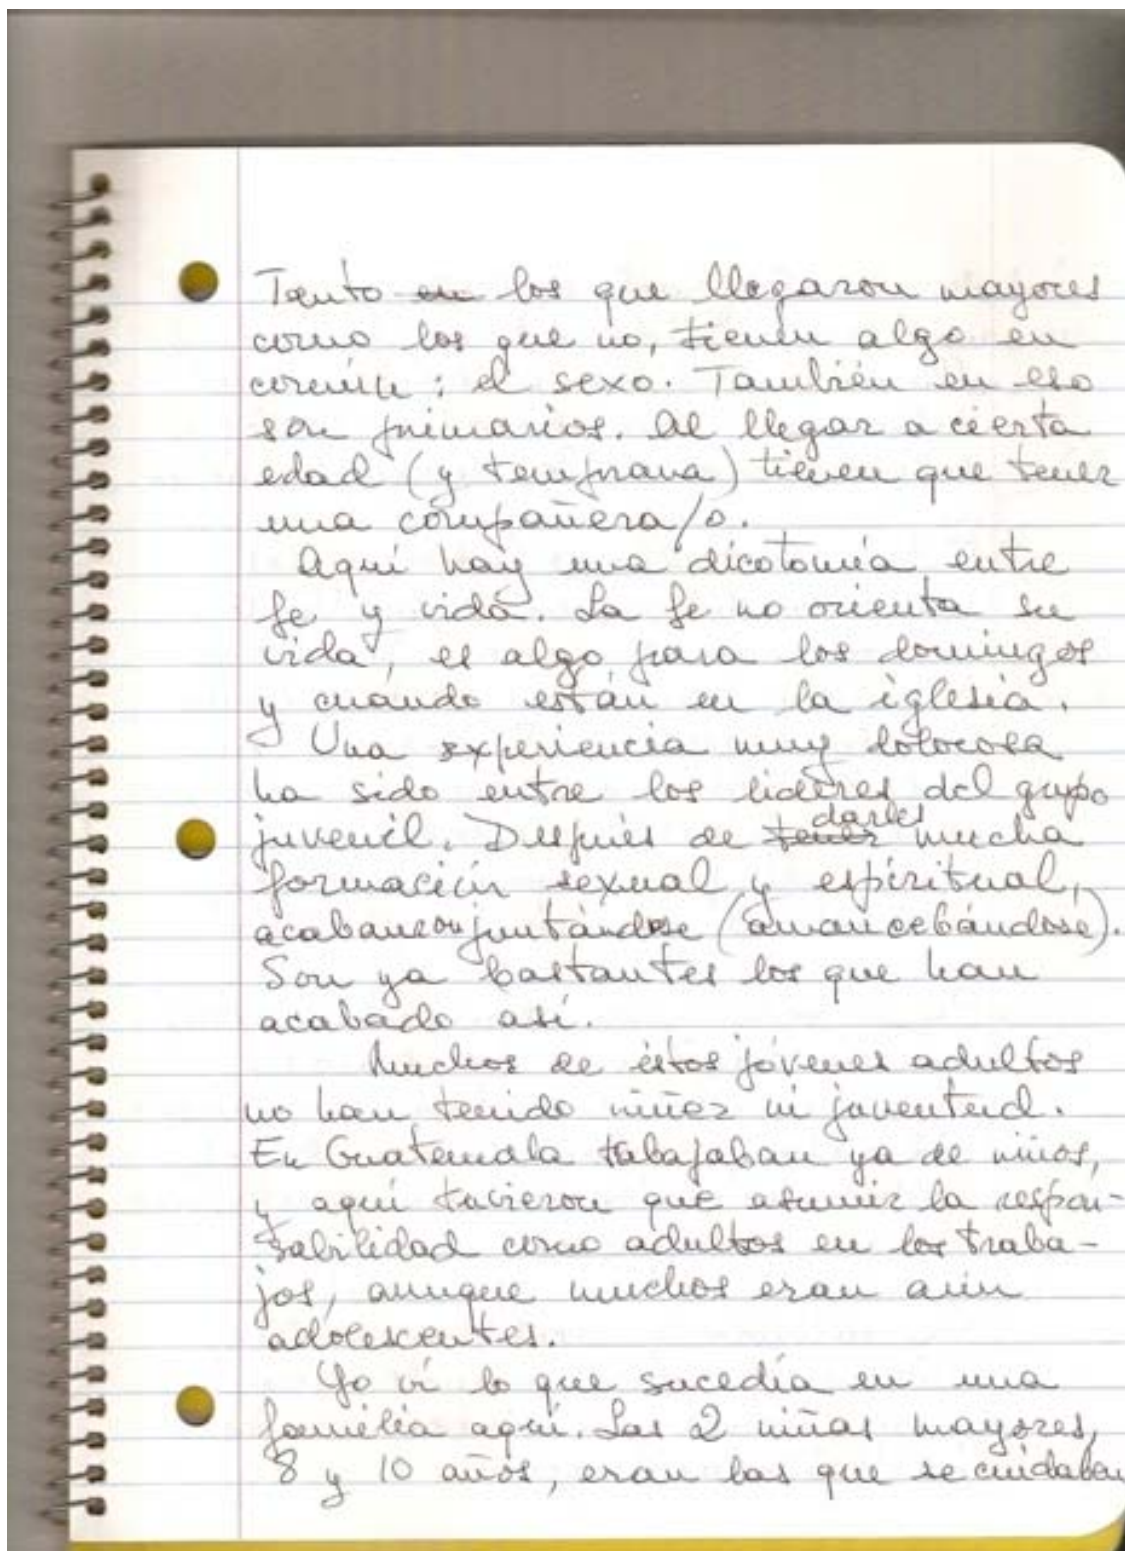 Tanto en los que llegaron mayores
como los que no, tienen algo en
común: el sexo. También en eso
son primarios. Al llegar a cierta
edad (y temprana) tienen que tener
una compañera/o.
Aquí hay una dicotomía entre
fe y vida. La fe no orienta su
vida, es algo para los domingos
y cuándo están en la iglesia.
Una experiencia muy dolorosa
ha sido entre los lideres del grupo
juvenil. Después de tener darles mucha
formación sexual y espiritual,
acabaron juntándose (amancebándose).
Son ya bastantes los que han
acabado así.
Muchos de éstos jóvenes adultos
no han tenido niñez ni juventud.
En Guatemala tabajaban ya de niños,
y aquí tuvieron que asumir la respon-
sabilidad como adultos en los traba-
jos, aunque muchos eran aún
adolescentes.
Yo ví lo que sucedía en una
família aquí. Las 2 niñas mayores,
8 y 10 años, eran las que se cuidaban